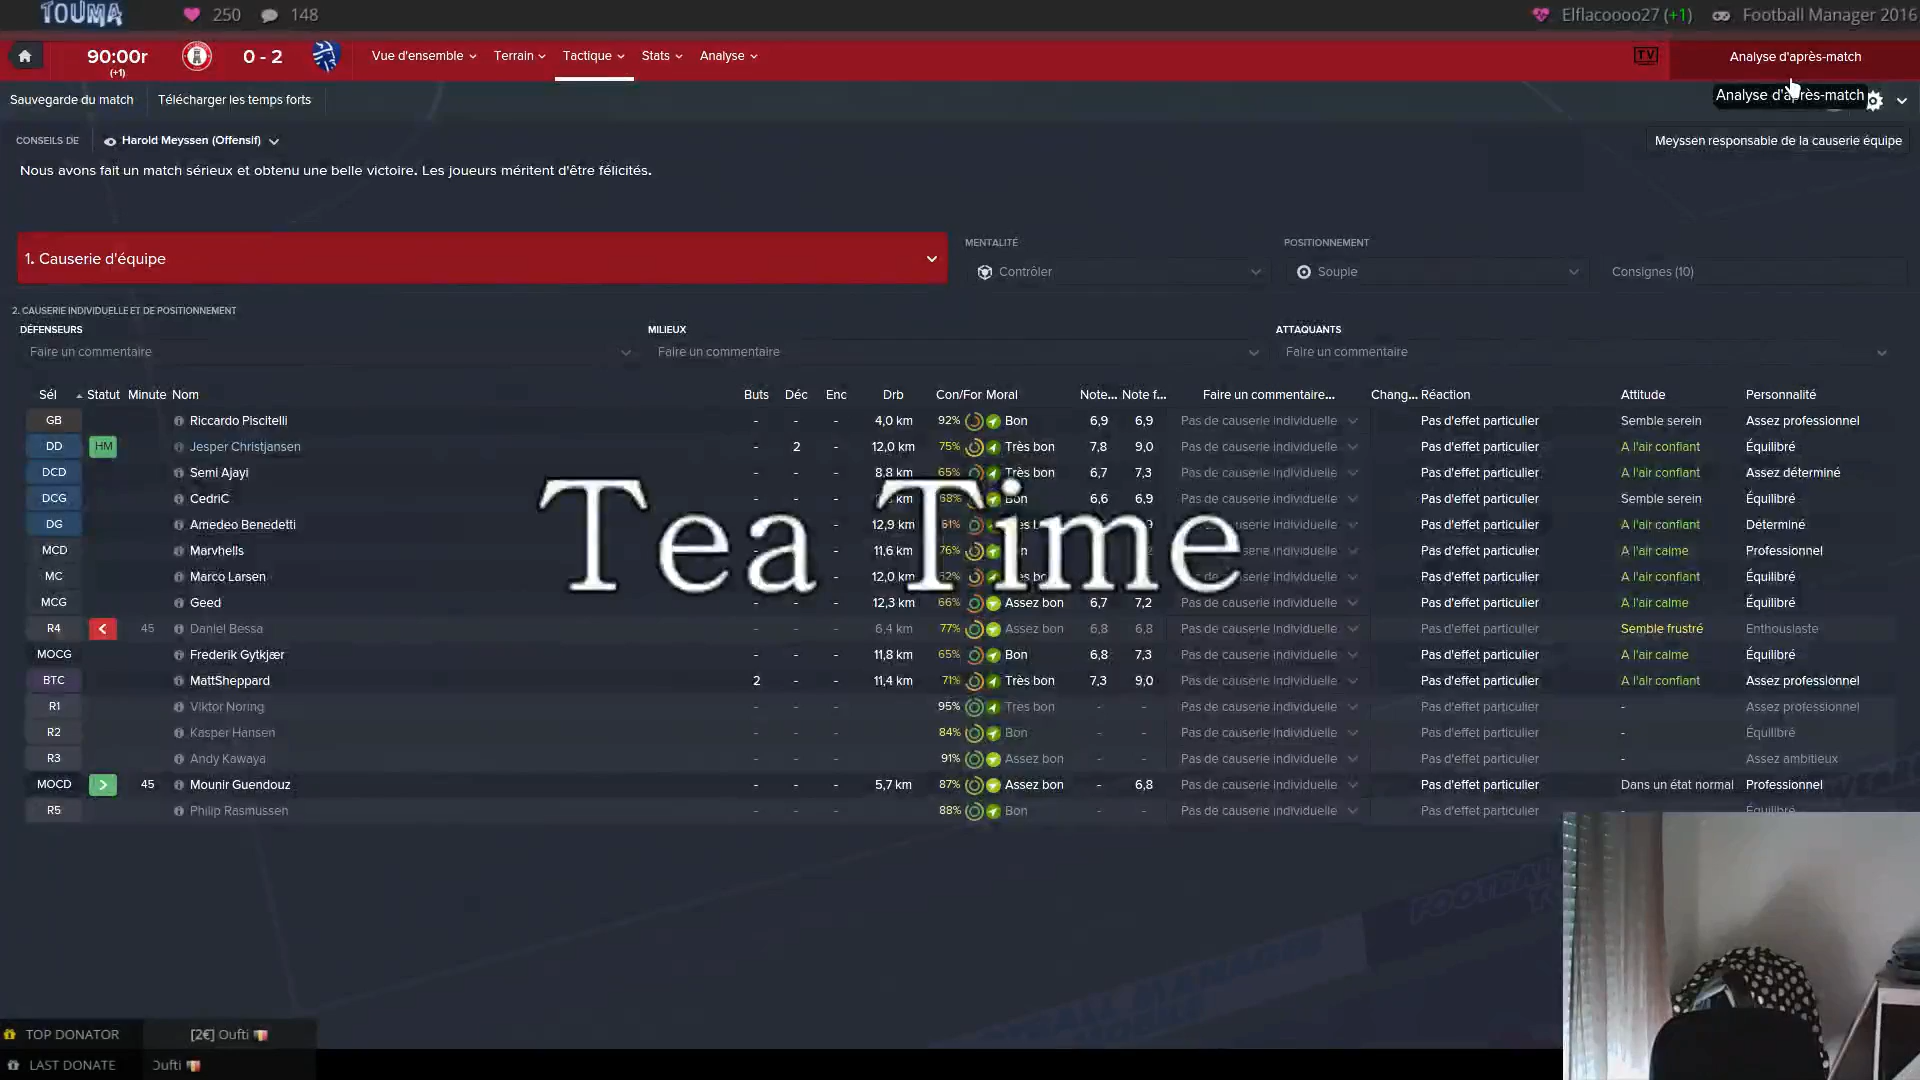 TOUMA 250 148 Elflacoooo27 (+1) Football Manager 2016
90:00r (+1) 0 - 2 Vue d'ensemble Terrain Tactique Stats Analyse TV Analyse d'après-match
Sauvegarde du match Télécharger les temps forts Analyse d'après-match
CONSEILS DE Harold Meyssen (Offensif) Meyssen responsable de la causerie équipe
Nous avons fait un match sérieux et obtenu une belle victoire. Les joueurs méritent d'être félicités.
MENTALITÉ POSITIONNEMENT
1. Causerie d'équipe Contrôler Souple Consignes (10)
2. CAUSERIE INDIVIDUELLE ET DE POSITIONNEMENT
DÉFENSEURS MILIEUX ATTAQUANTS
Faire un commentaire Faire un commentaire Faire un commentaire
Sél Statut Minute Nom Buts Déc Enc Drb Con/For Moral Note... Note f... Faire un commentaire... Chang... Réaction Attitude Personnalité
GB Riccardo Piscitelli - - - 4,0 km 92% Bon 6,9 6,9 Pas de causerie individuelle Pas d'effet particulier Semble serein Assez professionnel
DD HM Jesper Christjansen - 2 - 12,0 km 75% Très bon 7,8 9,0 Pas de causerie individuelle Pas d'effet particulier A l'air confiant Équilibré
DCD Semi Ajayi - - - 8,8 km 65% Très bon 6,7 7,3 Pas de causerie individuelle Pas d'effet particulier A l'air confiant Assez déterminé
DCG CedriC - - - km 68% Bon 6,6 6,9 Pas de causerie individuelle Pas d'effet particulier Semble serein Équilibré
DG Amedeo Benedetti 12,9 km 61% Pas d'effet particulier A l'air confiant Déterminé
MCD Marvhells 11,6 km 76% Pas d'effet particulier A l'air calme Professionnel
MC Marco Larsen - 12,0 km Pas d'effet particulier A l'air confiant Équilibré
Tea Time
MCG Geed - - - 12,3 km 66% Assez bon 6,7 7,2 Pas de causerie individuelle Pas d'effet particulier A l'air calme Équilibré
R4 45 Daniel Bessa - - - 6,4 km 77% Assez bon 6,8 6,8 Pas de causerie individuelle Pas d'effet particulier Semble frustré Enthousiaste
MOCG Frederik Gytkjær - - - 11,8 km 65% Bon 6,8 7,3 Pas de causerie individuelle Pas d'effet particulier A l'air calme Équilibré
BTC MattSheppard 2 - - 11,4 km 71% Très bon 7,3 9,0 Pas de causerie individuelle Pas d'effet particulier A l'air confiant Assez professionnel
R1 Viktor Noring 95% Très bon - - Pas de causerie individuelle Pas d'effet particulier - Assez professionnel
R2 Kasper Hansen 84% Bon - - Pas de causerie individuelle Pas d'effet particulier - Équilibré
R3 Andy Kawaya 91% Assez bon - - Pas de causerie individuelle Pas d'effet particulier - Assez ambitieux
MOCD 45 Mounir Guendouz - - - 5,7 km 87% Assez bon - 6,8 Pas de causerie individuelle Pas d'effet particulier Dans un état normal Professionnel
R5 Philip Rasmussen 88% Bon - - Pas de causerie individuelle Pas d'effet particulier - Équilibré
TOP DONATOR [2€] Oufti
LAST DONATE Oufti